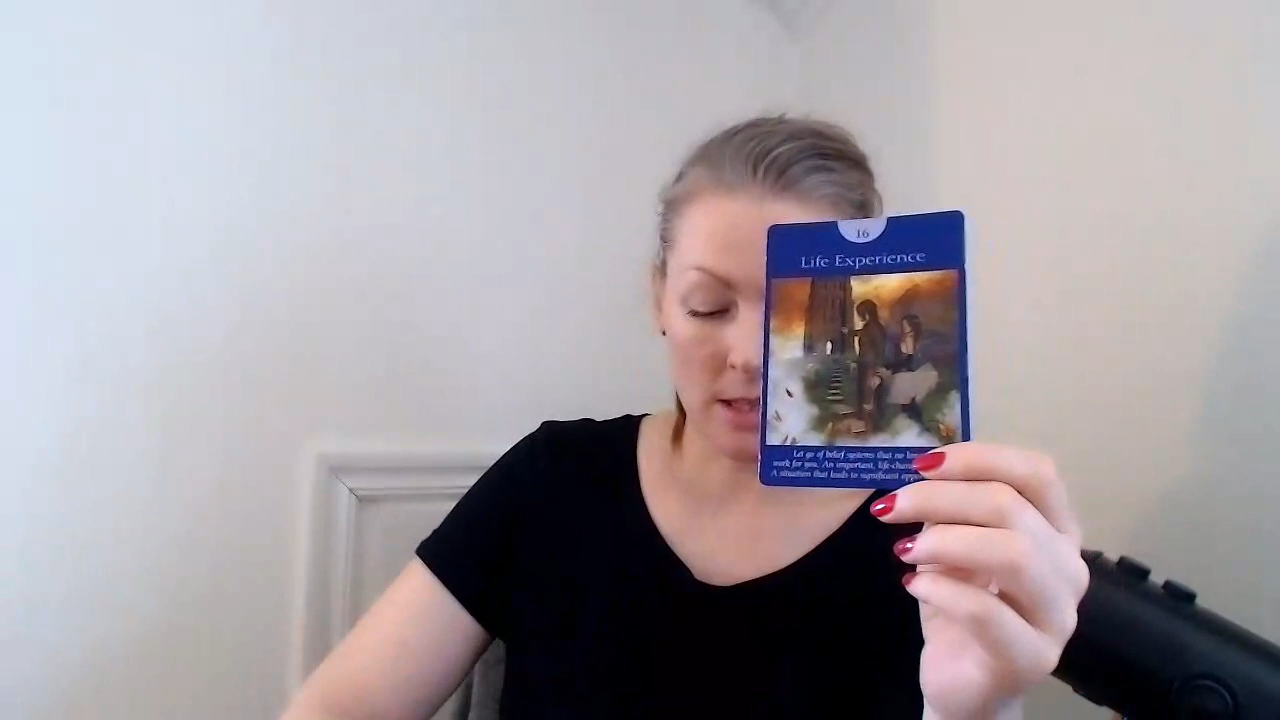 16
Life Experience
Let go of belief systems that no
work for you. An important,
A situation that leads to significant